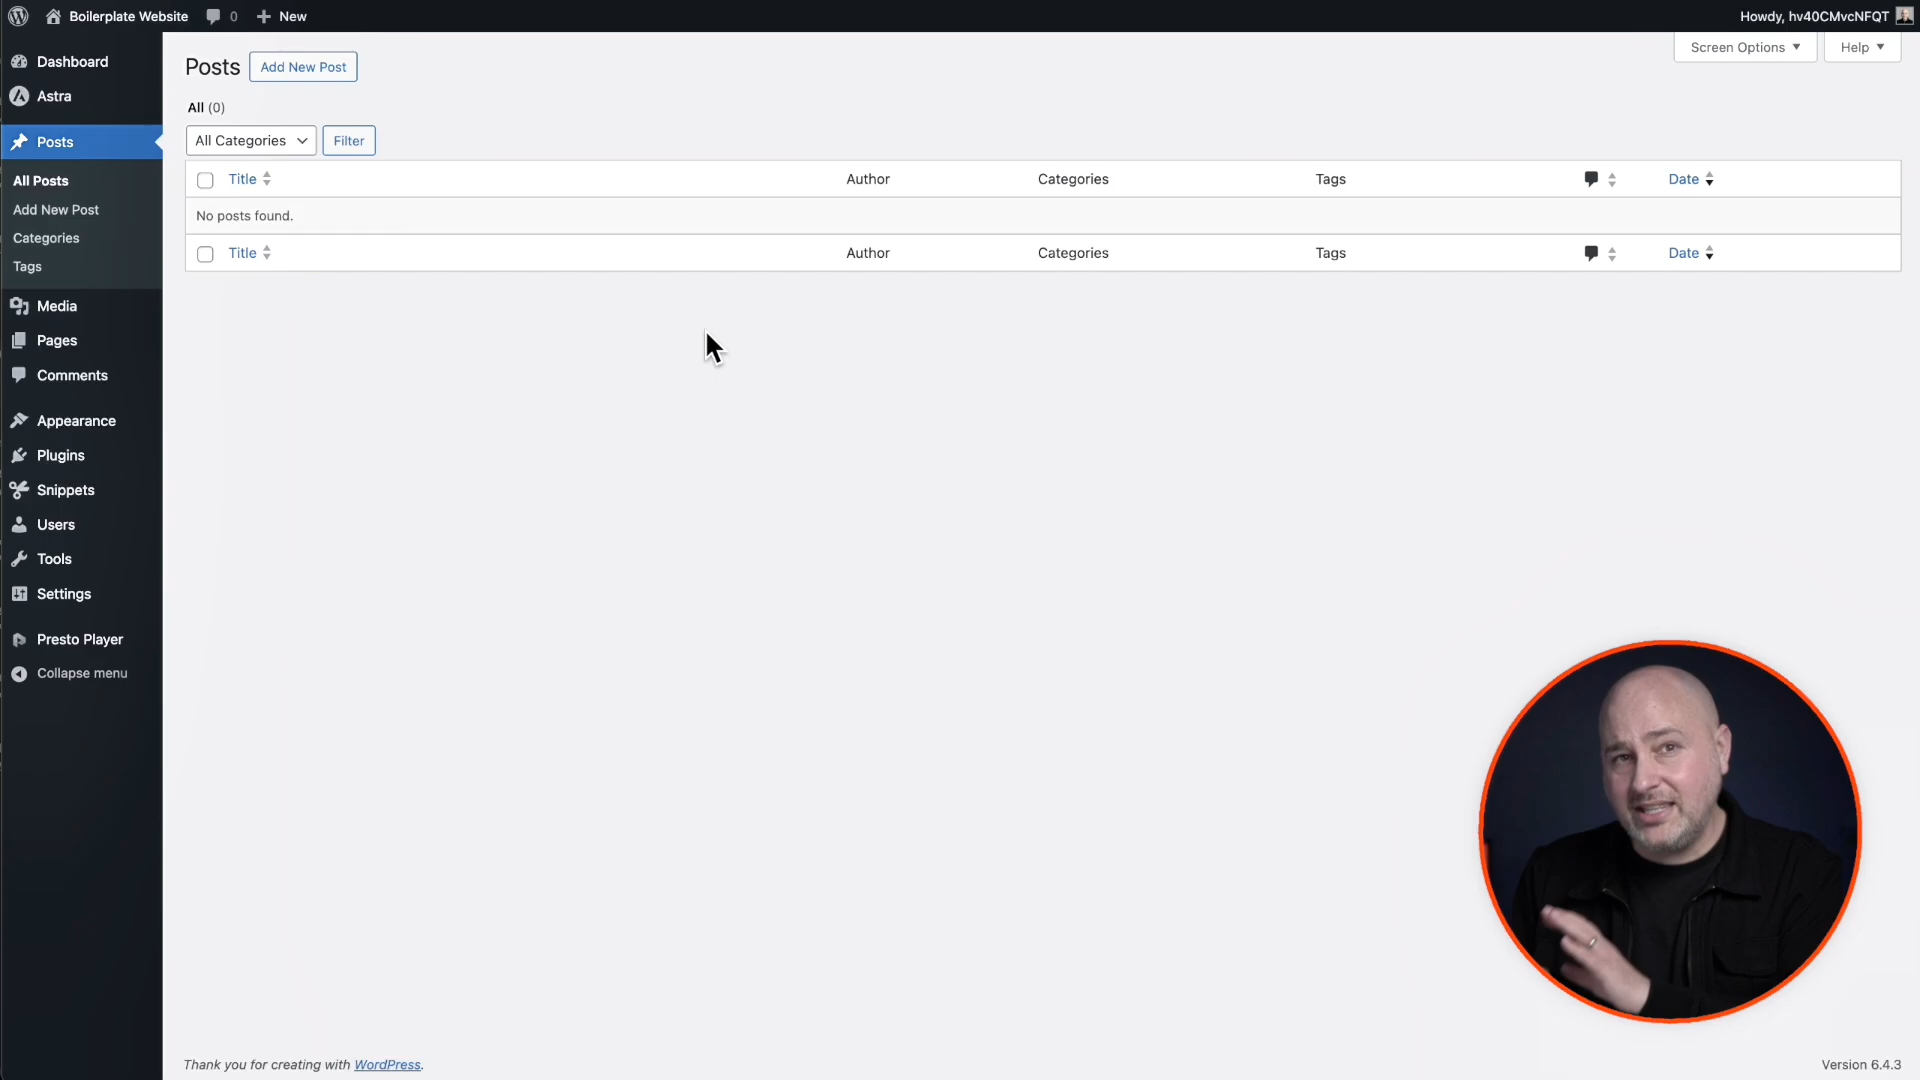 Boilerplate Website 0 New Howdy, hv40CMvcNFQT
Dashboard
Astra
Posts
All Posts
Add New Post
Categories
Tags
Media
Pages
Comments
Appearance
Plugins
Snippets
Users
Tools
Settings
Presto Player
Collapse menu
Screen Options Help
Posts Add New Post
All (0)
All Categories Filter
Title Author Categories Tags Date
No posts found.
Title Author Categories Tags Date
Thank you for creating with WordPress. Version 6.4.3